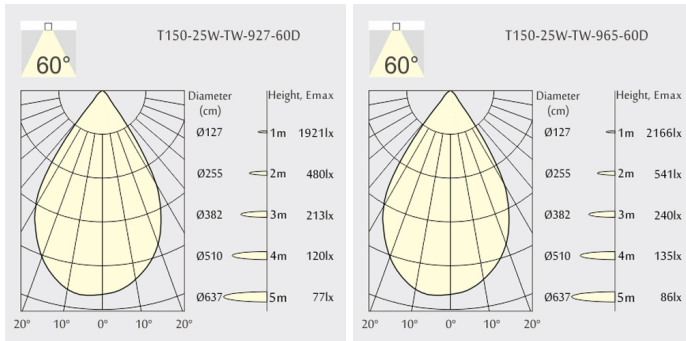 T150-25W-TW-927-60D
60°
Diameter
(cm)
Height, Emax
Ø127 1m 1921lx
Ø255 2m 480lx
Ø382 3m 213lx
Ø510 4m 120lx
Ø637 5m 77lx
20° 10° 0° 10° 20°
T150-25W-TW-965-60D
60°
Diameter
(cm)
Height, Emax
Ø127 1m 2166lx
Ø255 2m 541lx
Ø382 3m 240lx
Ø510 4m 135lx
Ø637 5m 86lx
20° 10° 0° 10° 20°